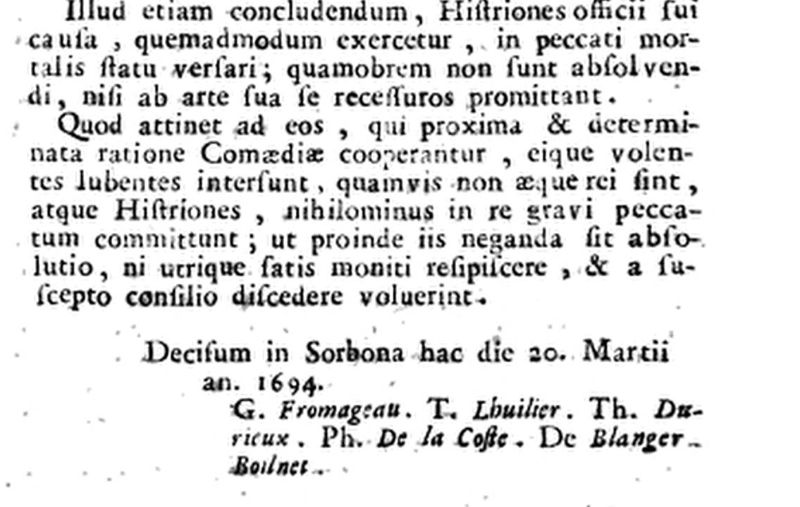 Illud etiam concludendum, Hiſtriones officii ſui
cauſa, quemadmodum exercetur, in peccati mor-
talis ſtatu verſari; quamobrem non ſunt abſolven-
di, niſi ab arte ſua ſe receſſuros promittant.
Quod attinet ad eos, qui proxima & determi-
nata ratione Comædiæ cooperantur, eique volen-
tes lubentes interſunt, quamvis non æque rei ſint,
atque Hiſtriones, nihilominus in re gravi pecca-
tum committunt; ut proinde iis neganda ſit abſo-
lutio, ni utrique ſatis moniti reſipiſcere, & a ſu-
ſcepto conſilio diſcedere voluerint.
Deciſum in Sorbona hac die 20. Martii
an. 1694.
G. Fromageau. T. Lhuilier. Th. Du-
rieux. Ph. De la Coſte. De Blanger.
Boilnet.